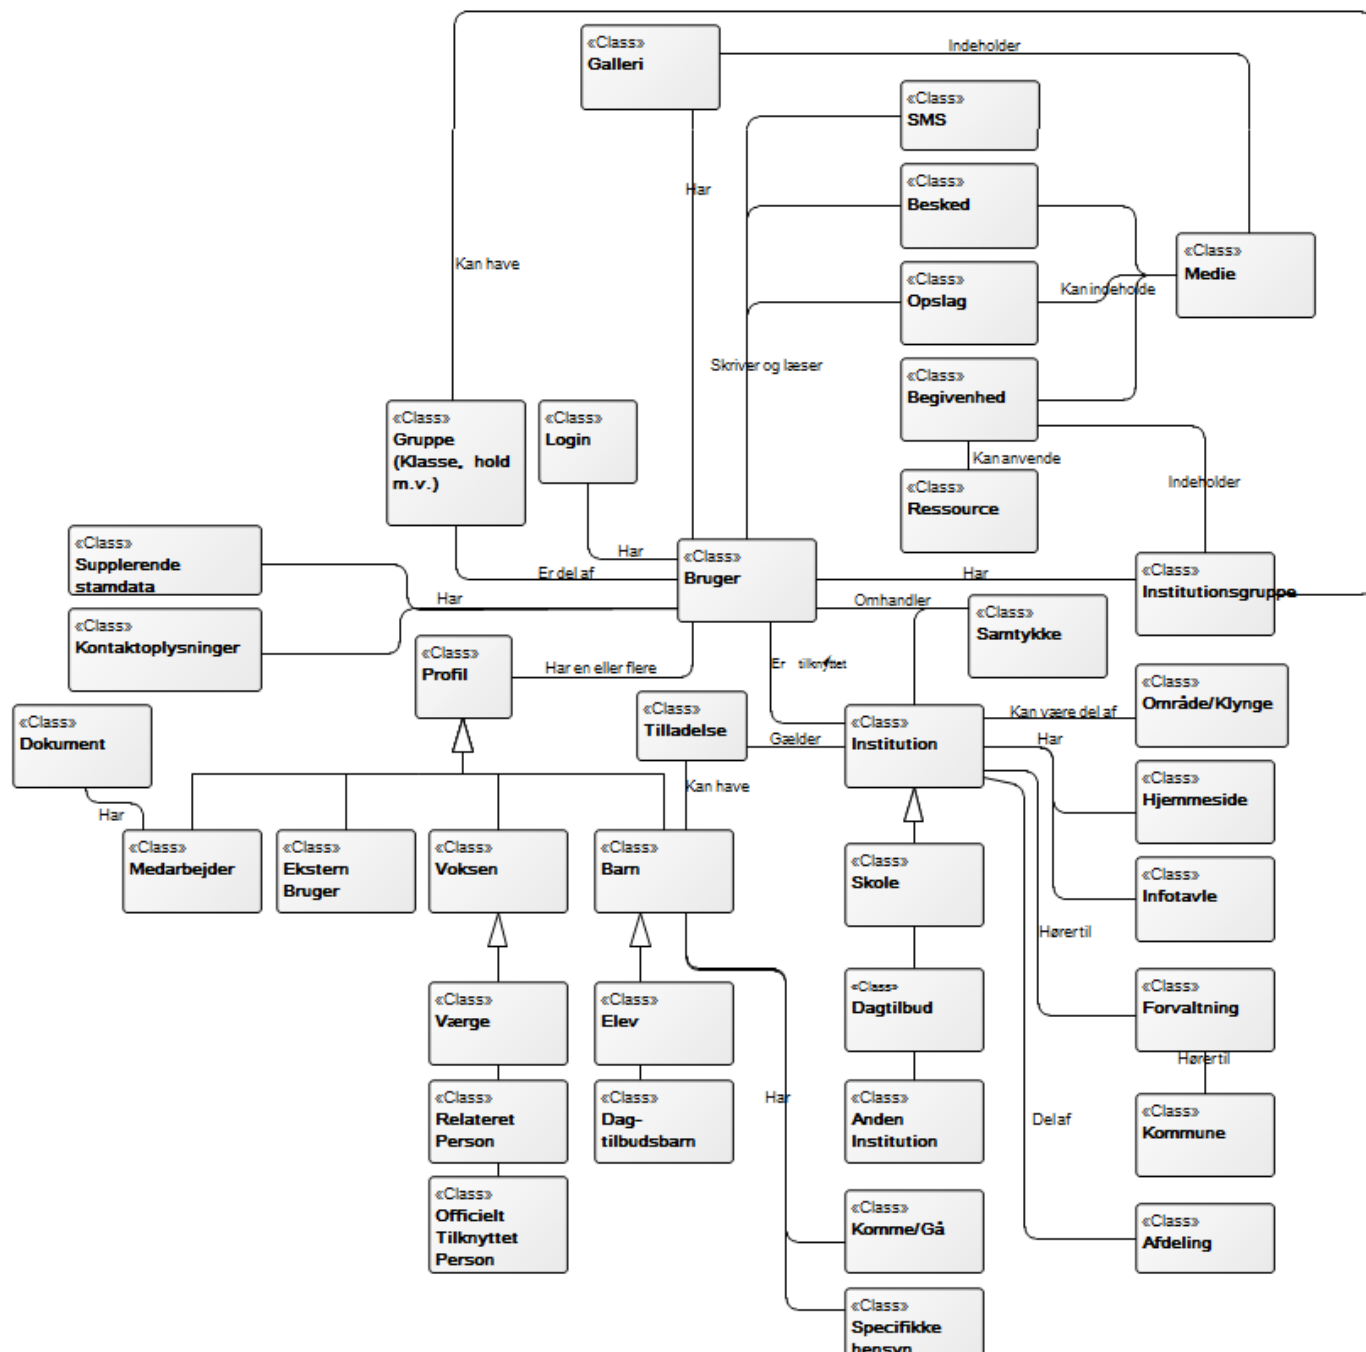 «Class»
Galleri
Indeholder
«Class»
SMS
Har
«Class»
Besked
«Class»
Medie
Kan have
«Class»
Opslag
Kan indeholde
Skriver og læser
«Class»
Begivenhed
«Class»
Gruppe
(Klasse, hold
m.v.)
«Class»
Login
Kan anvende
«Class»
Ressource
Indeholder
«Class»
Supplerende
stamdata
Har
Er del af
«Class»
Bruger
Har
«Class»
Institutionsgruppe
Har
Omhandler
«Class»
Samtykke
«Class»
Kontaktoplysninger
«Class»
Profil
Har en eller flere
Er tilknyttet
«Class»
Område/Klynge
Kan være del af
«Class»
Dokument
«Class»
Tilladelse
Gælder
«Class»
Institution
Har
Kan have
«Class»
Hjemmeside
Har
«Class»
Medarbejder
«Class»
Ekstern
Bruger
«Class»
Voksen
«Class»
Barn
«Class»
Skole
«Class»
Infotavle
Hører til
«Class»
Værge
«Class»
Elev
«Class»
Dagtilbud
«Class»
Forvaltning
Hører til
«Class»
Relateret
Person
«Class»
Dag-
tilbudsbarn
Har
«Class»
Anden
Institution
Del af
«Class»
Kommune
«Class»
Officielt
Tilknyttet
Person
«Class»
Komme/Gå
«Class»
Afdeling
«Class»
Specifikke
hensyn